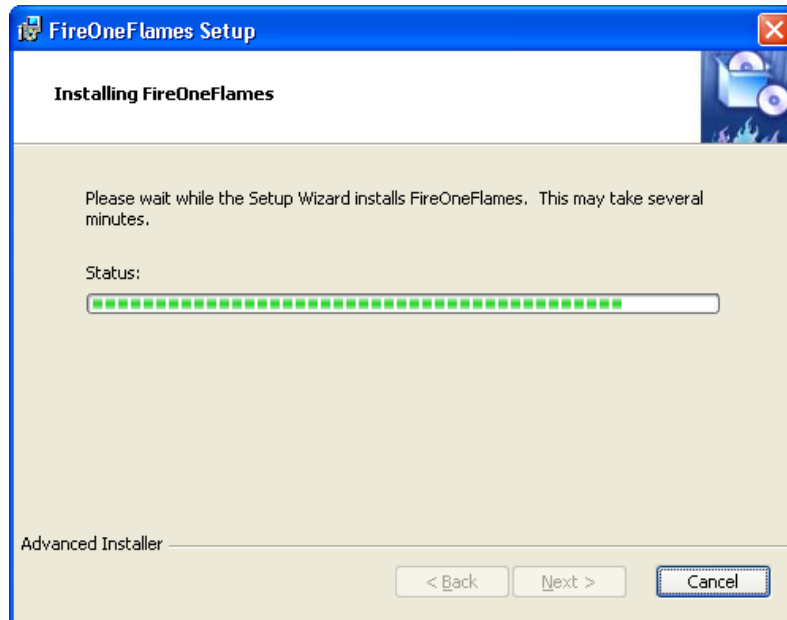 FireOneFlames Setup
Installing FireOneFlames
Please wait while the Setup Wizard installs FireOneFlames. This may take several
minutes.
Status:
Advanced Installer
< Back
Next >
Cancel